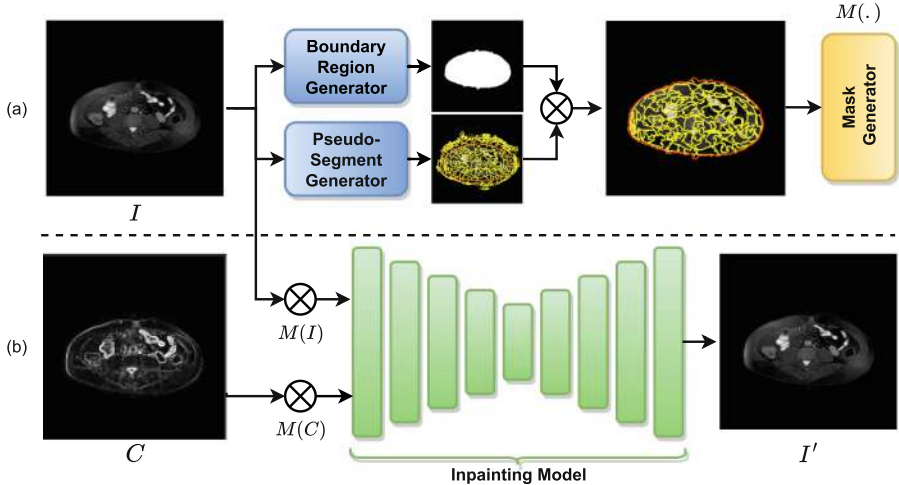 M(.)
Boundary
Region
Generator
(a)
Pseudo-
Segment
Generator
Mask
Generator
I
M(I)
(b)
M(C)
C
I′
Inpainting Model